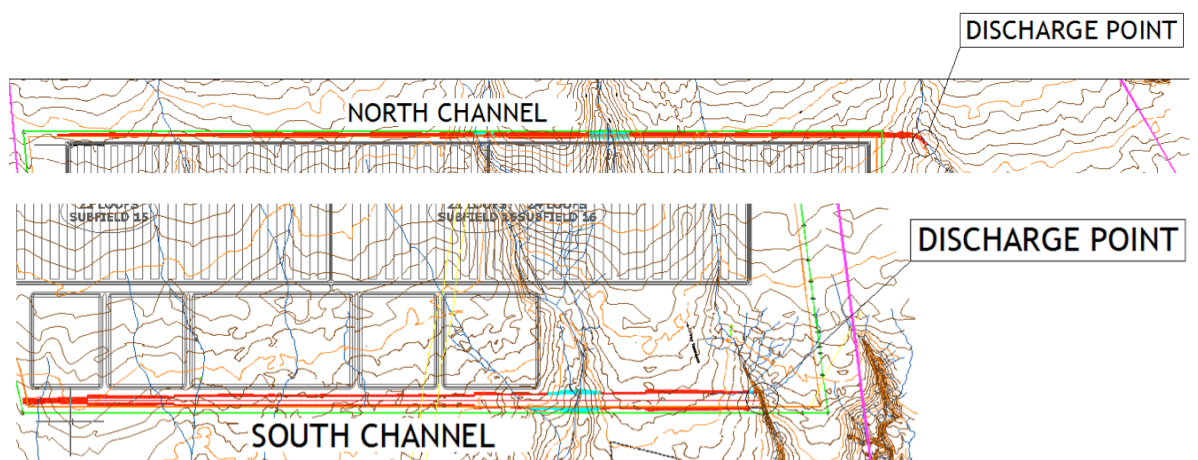 DISCHARGE POINT
NORTH CHANNEL
SUBFIELD 15
SUBFIELD 16
DISCHARGE POINT
SOUTH CHANNEL